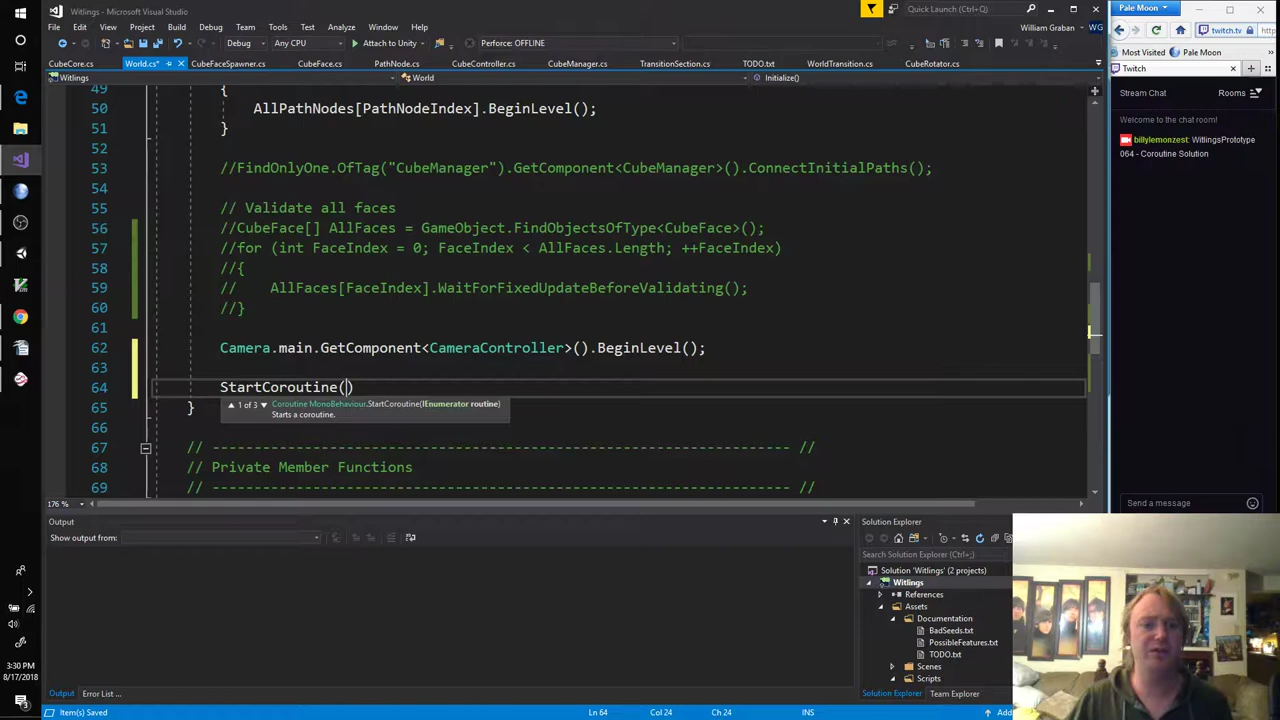 Witlings - Microsoft Visual Studio
Quick Launch (Ctrl+;)
Pale Moon
File Edit View Project Build Debug Team Tools Test Analyze Window Help
William Graban WG
twitch.tv
Debug Any CPU Attach to Unity Perforce: OFFLINE
Most Visited Pale Moon
CubeCore.cs World.cs* CubeFaceSpawner.cs CubeFace.cs PathNode.cs CubeController.cs CubeManager.cs TransitionSection.cs TODO.txt WorldTransition.cs CubeRotator.cs
Twitch
Witlings World Initialize()
Stream Chat Rooms
Welcome to the chat room!
billylemonzest: WitlingsPrototype
064 - Coroutine Solution
49 {
50 AllPathNodes[PathNodeIndex].BeginLevel();
51 }
52
53 //FindOnlyOne.OfTag("CubeManager").GetComponent<CubeManager>().ConnectInitialPaths();
54
55 // Validate all faces
56 //CubeFace[] AllFaces = GameObject.FindObjectsOfType<CubeFace>();
57 //for (int FaceIndex = 0; FaceIndex < AllFaces.Length; ++FaceIndex)
58 //{
59 // AllFaces[FaceIndex].WaitForFixedUpdateBeforeValidating();
60 //}
61
62 Camera.main.GetComponent<CameraController>().BeginLevel();
63
64 StartCoroutine()
1 of 3 Coroutine MonoBehaviour.StartCoroutine(IEnumerator routine)
Starts a coroutine.
65 }
66
67 // ---------------------------------------------------------------------- //
68 // Private Member Functions
69 // ---------------------------------------------------------------------- //
176 %
Send a message
Output
Show output from:
Solution Explorer
Search Solution Explorer (Ctrl+;)
Solution 'Witlings' (2 projects)
Witlings
References
Assets
Documentation
BadSeeds.txt
PossibleFeatures.txt
TODO.txt
Scenes
Scripts
Output Error List ...
Solution Explorer Team Explorer
Item(s) Saved Ln 64 Col 24 Ch 24 INS
3:30 PM
8/17/2018